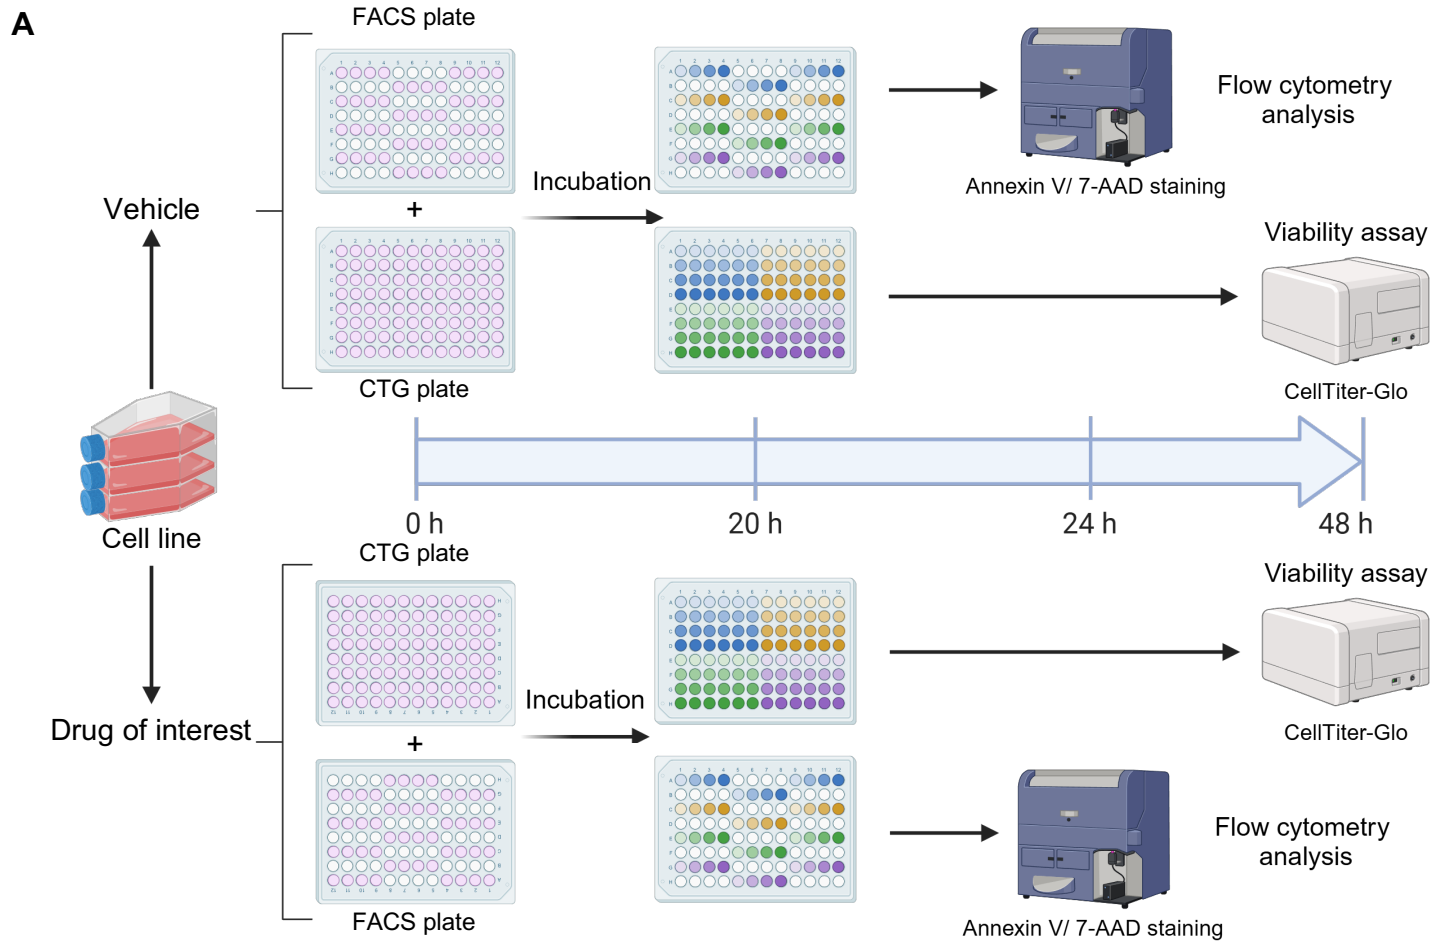 A
FACS plate
Flow cytometry
analysis
Annexin V/ 7-AAD staining
Incubation
Vehicle
+
Viability assay
CTG plate
CellTiter-Glo
0 h
20 h
24 h
48 h
Cell line
CTG plate
Viability assay
Incubation
Drug of interest
+
CellTiter-Glo
Flow cytometry
analysis
FACS plate
Annexin V/ 7-AAD staining